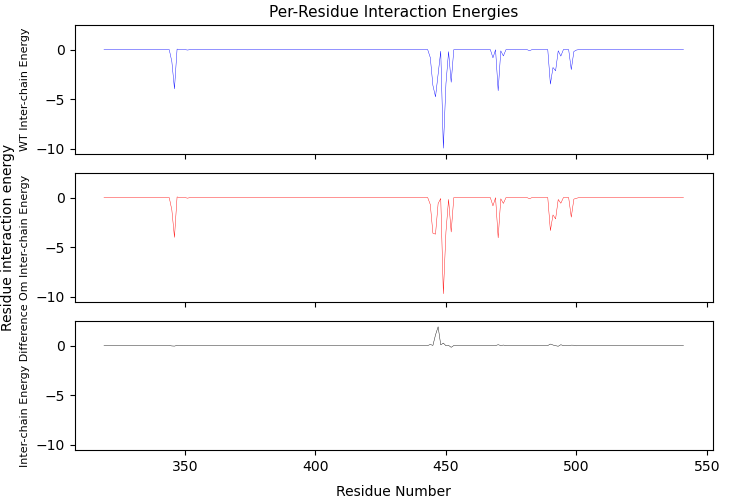 Per-Residue Interaction Energies
Residue interaction energy
WT Inter-chain Energy
0
−5
−10
Om Inter-chain Energy
0
−5
−10
Inter-chain Energy Difference
0
−5
−10
350
400
450
500
550
Residue Number